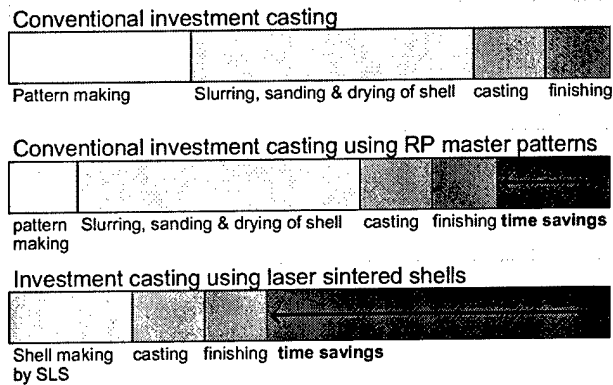 Conventional investment casting
Pattern making Slurring, sanding & drying of shell casting finishing
Conventional investment casting using RP master patterns
pattern making Slurring, sanding & drying of shell casting finishing time savings
Investment casting using laser sintered shells
Shell making by SLS casting finishing time savings